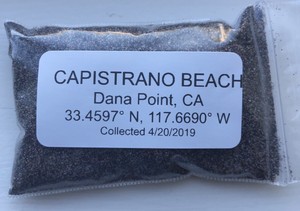 CAPISTRANO BEACH
Dana Point, CA
33.4597° N, 117.6690° W
Collected 4/20/2019